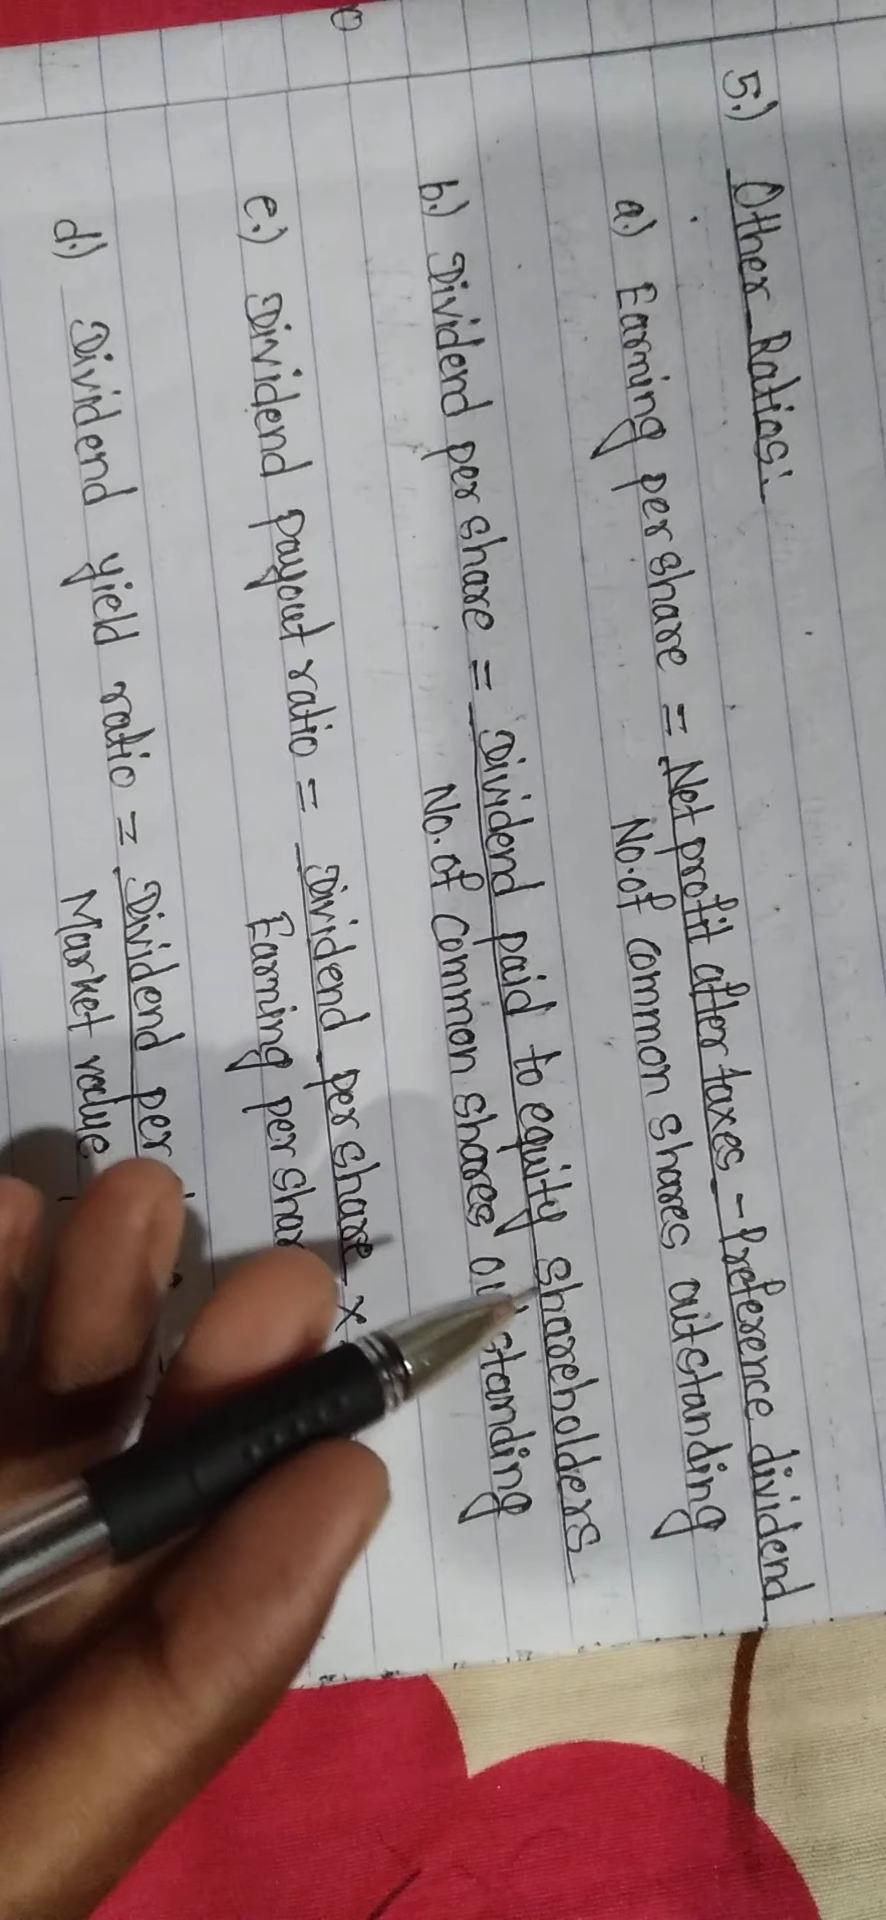 5.) Other Ratios:
a.) Earning per share = Net profit after taxes - Preference dividend
No. of common shares outstanding
b.) Dividend per share = Dividend paid to equity shareholders
No. of common shares standing
c.) Dividend payout ratio = Dividend per share x
Earning per
d.) Dividend yield ratio = Dividend per
Market value